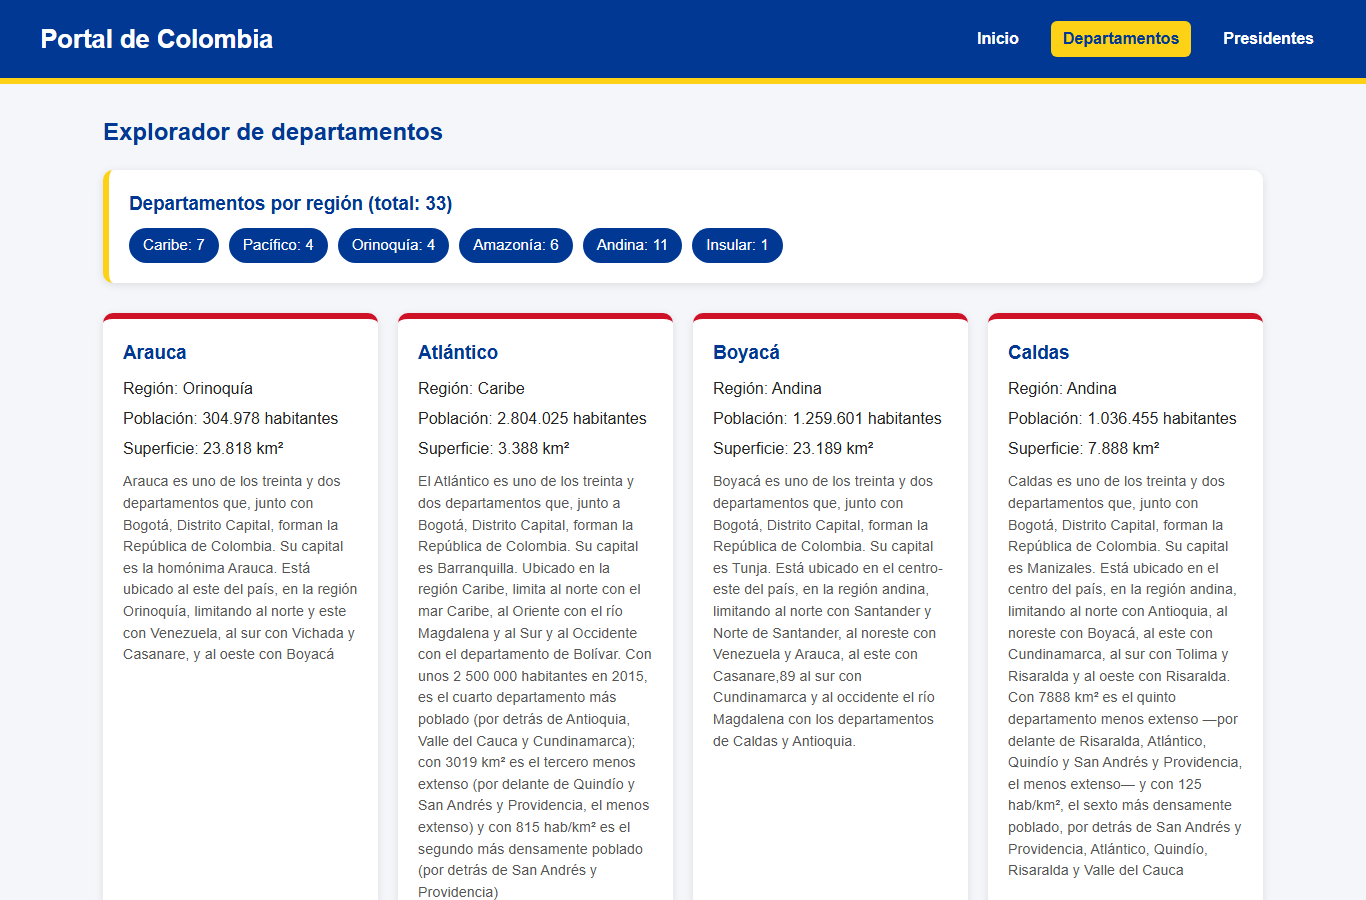 Portal de Colombia
Inicio
Departamentos
Presidentes
Explorador de departamentos
Departamentos por región (total: 33)
Caribe: 7
Pacífico: 4
Orinoquía: 4
Amazonía: 6
Andina: 11
Insular: 1
Arauca
Región: Orinoquía
Población: 304.978 habitantes
Superficie: 23.818 km²
Arauca es uno de los treinta y dos
departamentos que, junto con
Bogotá, Distrito Capital, forman la
República de Colombia. Su capital
es la homónima Arauca. Está
ubicado al este del país, en la región
Orinoquía, limitando al norte y este
con Venezuela, al sur con Vichada y
Casanare, y al oeste con Boyacá
Atlántico
Región: Caribe
Población: 2.804.025 habitantes
Superficie: 3.388 km²
El Atlántico es uno de los treinta y
dos departamentos que, junto a
Bogotá, Distrito Capital, forman la
República de Colombia. Su capital
es Barranquilla. Ubicado en la
región Caribe, limita al norte con el
mar Caribe, al Oriente con el río
Magdalena y al Sur y al Occidente
con el departamento de Bolívar. Con
unos 2 500 000 habitantes en 2015,
es el cuarto departamento más
poblado (por detrás de Antioquia,
Valle del Cauca y Cundinamarca);
con 3019 km² es el tercero menos
extenso (por delante de Quindío y
San Andrés y Providencia, el menos
extenso) y con 815 hab/km² es el
segundo más densamente poblado
(por detrás de San Andrés y
Providencia)
Boyacá
Región: Andina
Población: 1.259.601 habitantes
Superficie: 23.189 km²
Boyacá es uno de los treinta y dos
departamentos que, junto con
Bogotá, Distrito Capital, forman la
República de Colombia. Su capital
es Tunja. Está ubicado en el centro-
este del país, en la región andina,
limitando al norte con Santander y
Norte de Santander, al noreste con
Venezuela y Arauca, al este con
Casanare,89 al sur con
Cundinamarca y al occidente el río
Magdalena con los departamentos
de Caldas y Antioquia.
Caldas
Región: Andina
Población: 1.036.455 habitantes
Superficie: 7.888 km²
Caldas es uno de los treinta y dos
departamentos que, junto con
Bogotá, Distrito Capital, forman la
República de Colombia. Su capital
es Manizales. Está ubicado en el
centro del país, en la región andina,
limitando al norte con Antioquia, al
noreste con Boyacá, al este con
Cundinamarca, al sur con Tolima y
Risaralda y al oeste con Risaralda.
Con 7888 km² es el quinto
departamento menos extenso —por
delante de Risaralda, Atlántico,
Quindío y San Andrés y Providencia,
el menos extenso— y con 125
hab/km², el sexto más densamente
poblado, por detrás de San Andrés y
Providencia, Atlántico, Quindío,
Risaralda y Valle del Cauca